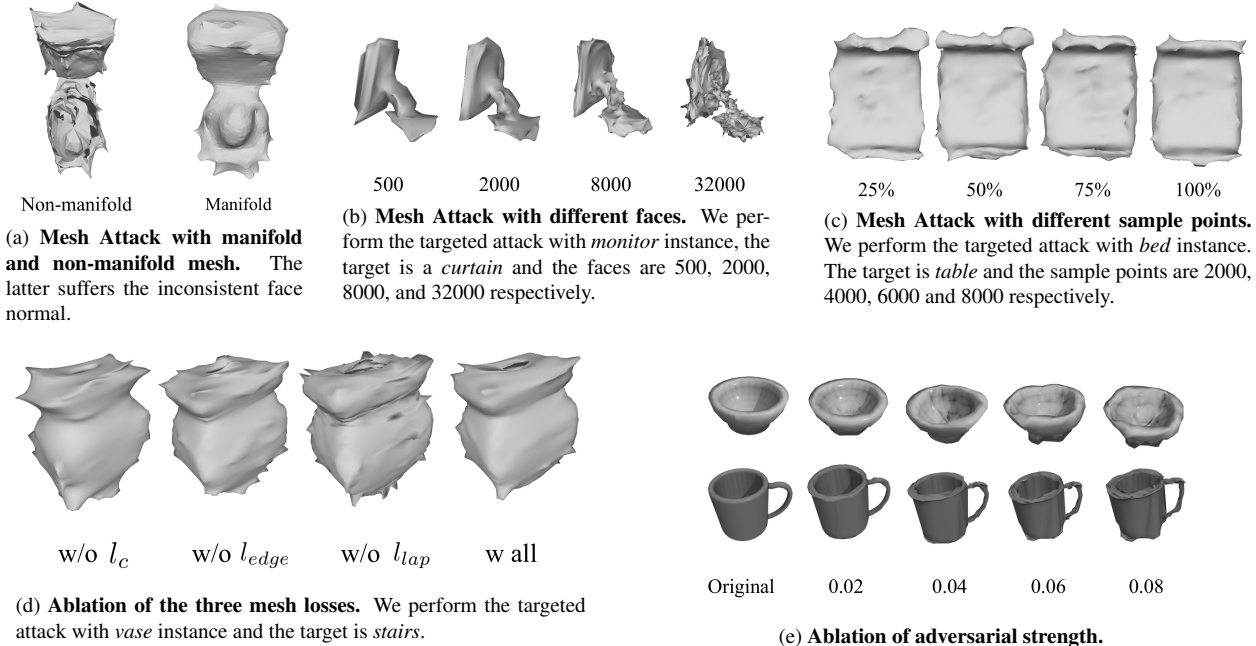 Non-manifold Manifold
(a) Mesh Attack with manifold
and non-manifold mesh. The
latter suffers the inconsistent face
normal.
500 2000 8000 32000
(b) Mesh Attack with different faces. We per-
form the targeted attack with monitor instance, the
target is a curtain and the faces are 500, 2000,
8000, and 32000 respectively.
25% 50% 75% 100%
(c) Mesh Attack with different sample points.
We perform the targeted attack with bed instance.
The target is table and the sample points are 2000,
4000, 6000 and 8000 respectively.
w/o l_c w/o l_{edge} w/o l_{lap} w all
(d) Ablation of the three mesh losses. We perform the targeted
attack with vase instance and the target is stairs.
Original 0.02 0.04 0.06 0.08
(e) Ablation of adversarial strength.